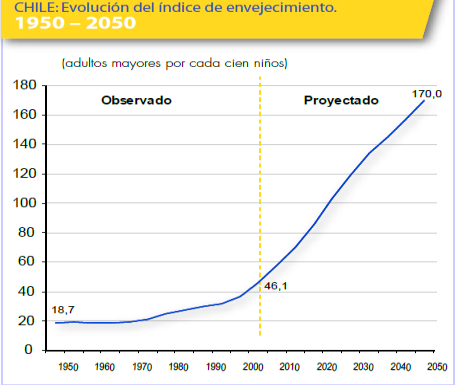 CHILE: Evolución del índice de envejecimiento.
1950 – 2050
(adultos mayores por cada cien niños)
180
160
140
120
100
80
60
40
20
0
Observado
Proyectado
170,0
46,1
18,7
1950 1960 1970 1980 1990 2000 2010 2020 2030 2040 2050